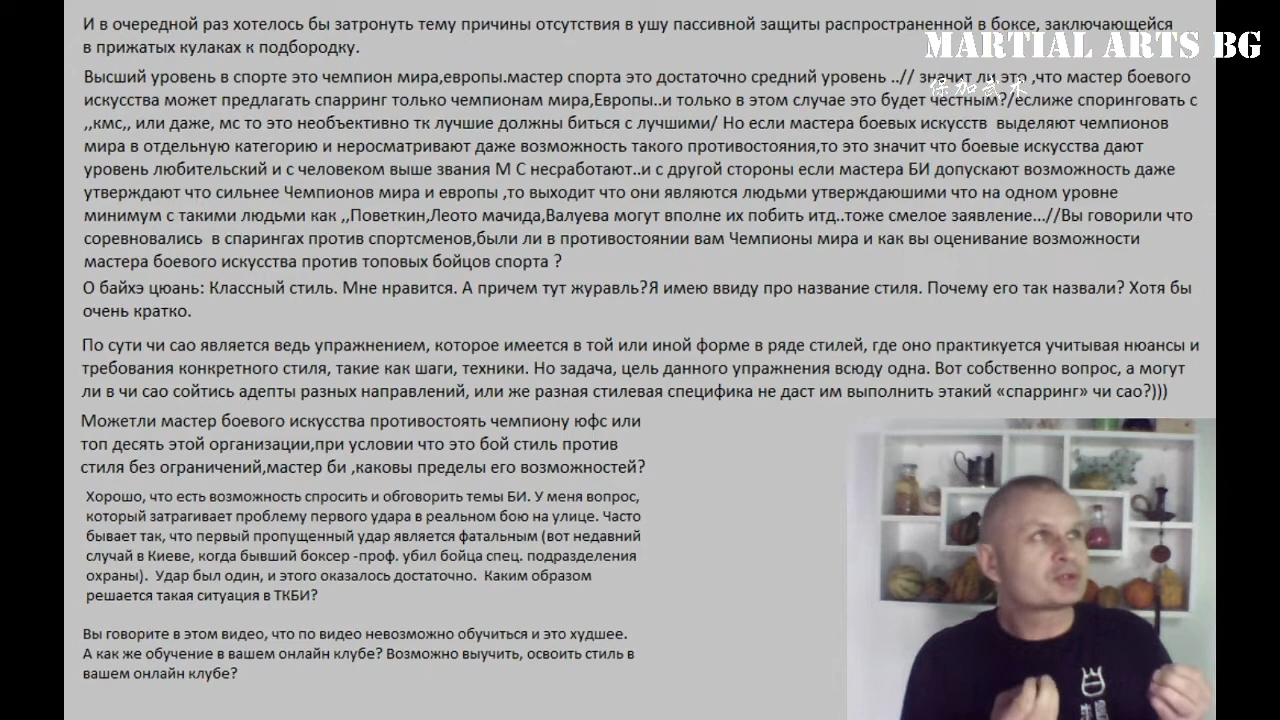 И в очередной раз хотелось бы затронуть тему причины отсутствия в ушу пассивной защиты распространенной в боксе, заключающейся
в прижатых кулаках к подбородку.
MARTIAL ARTS BG
保加武术
Высший уровень в спорте это чемпион мира,европы.мастер спорта это достаточно средний уровень ..// значит ли это ,что мастер боевого
искусства может предлагать спарринг только чемпионам мира,Европы..и только в этом случае это будет честным?/еслиже споринговать с
,,кмс,, или даже, мс то это необъективно тк лучшие должны биться с лучшими/ Но если мастера боевых искусств  выделяют чемпионов
мира в отдельную категорию и неросматривают даже возможность такого противостояния,то это значит что боевые искусства дают
уровень любительский и с человеком выше звания М С несработают..и с другой стороны если мастера БИ допускают возможность даже
утверждают что сильнее Чемпионов мира и европы ,то выходит что они являются людьми утверждаюшими что на одном уровне
минимум с такими людьми как ,,Поветкин,Леото мачида,Валуева могут вполне их побить итд..тоже смелое заявление...//Вы говорили что
соревновались  в спарингах против спортсменов,были ли в противостоянии вам Чемпионы мира и как вы оценивание возможности
мастера боевого искусства против топовых бойцов спорта ?
О байхэ цюань: Классный стиль. Мне нравится. А причем тут журавль?Я имею ввиду про название стиля. Почему его так назвали? Хотя бы
очень кратко.
По сути чи сао является ведь упражнением, которое имеется в той или иной форме в ряде стилей, где оно практикуется учитывая нюансы и
требования конкретного стиля, такие как шаги, техники. Но задача, цель данного упражнения всюду одна. Вот собственно вопрос, а могут
ли в чи сао сойтись адепты разных направлений, или же разная стилевая специфика не даст им выполнить этакий «спарринг» чи сао?)))
Можетли мастер боевого искусства противостоять чемпиону юфс или
топ десять этой организации,при условии что это бой стиль против
стиля без ограничений,мастер би ,каковы пределы его возможностей?
Хорошо, что есть возможность спросить и обговорить темы БИ. У меня вопрос,
который затрагивает проблему первого удара в реальном бою на улице. Часто
бывает так, что первый пропущенный удар является фатальным (вот недавний
случай в Киеве, когда бывший боксер -проф. убил бойца спец. подразделения
охраны).  Удар был один, и этого оказалось достаточно.  Каким образом
решается такая ситуация в ТКБИ?
Вы говорите в этом видео, что по видео невозможно обучиться и это худшее.
А как же обучение в вашем онлайн клубе? Возможно выучить, освоить стиль в
вашем онлайн клубе?